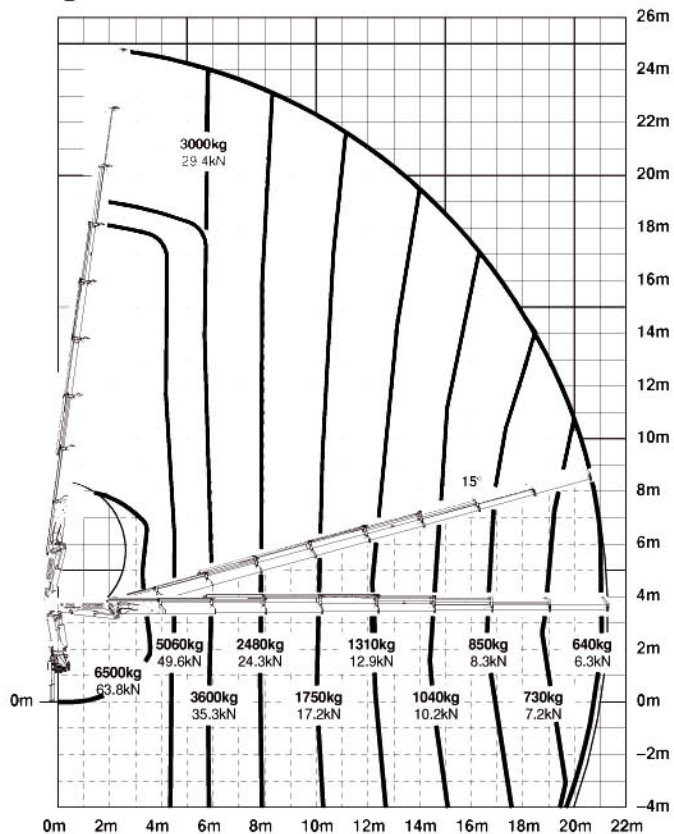 26m
24m
22m
3000kg
29.4kN
20m
18m
16m
14m
12m
10m
15°
8m
6m
4m
5060kg 2480kg 1310kg 850kg 640kg 2m
49.6kN 24.3kN 12.9kN 8.3kN 6.3kN
6500kg
63.8kN
0m 3600kg 1750kg 1040kg 730kg 0m
35.3kN 17.2kN 10.2kN 7.2kN
–2m
–4m
0m 2m 4m 6m 8m 10m 12m 14m 16m 18m 20m 22m